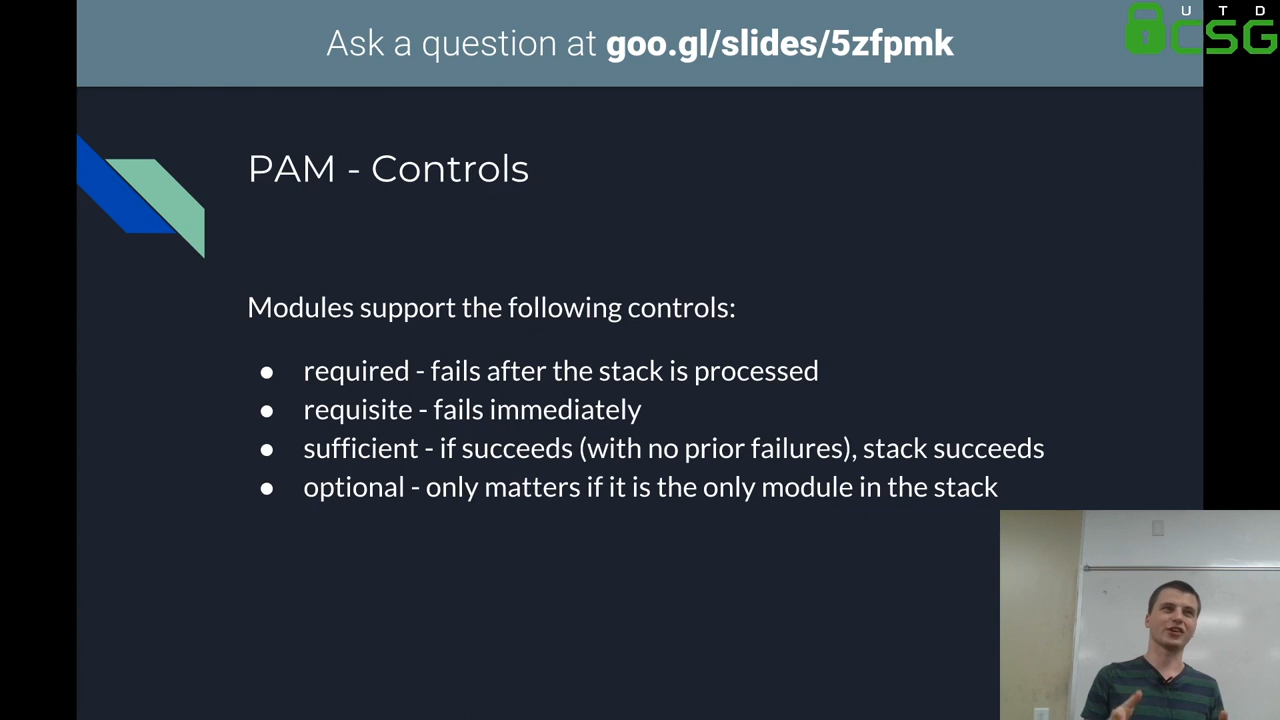 Ask a question at goo.gl/slides/5zfpmk
UTD
CSG
PAM - Controls
Modules support the following controls:
● required - fails after the stack is processed
● requisite - fails immediately
● sufficient - if succeeds (with no prior failures), stack succeeds
● optional - only matters if it is the only module in the stack